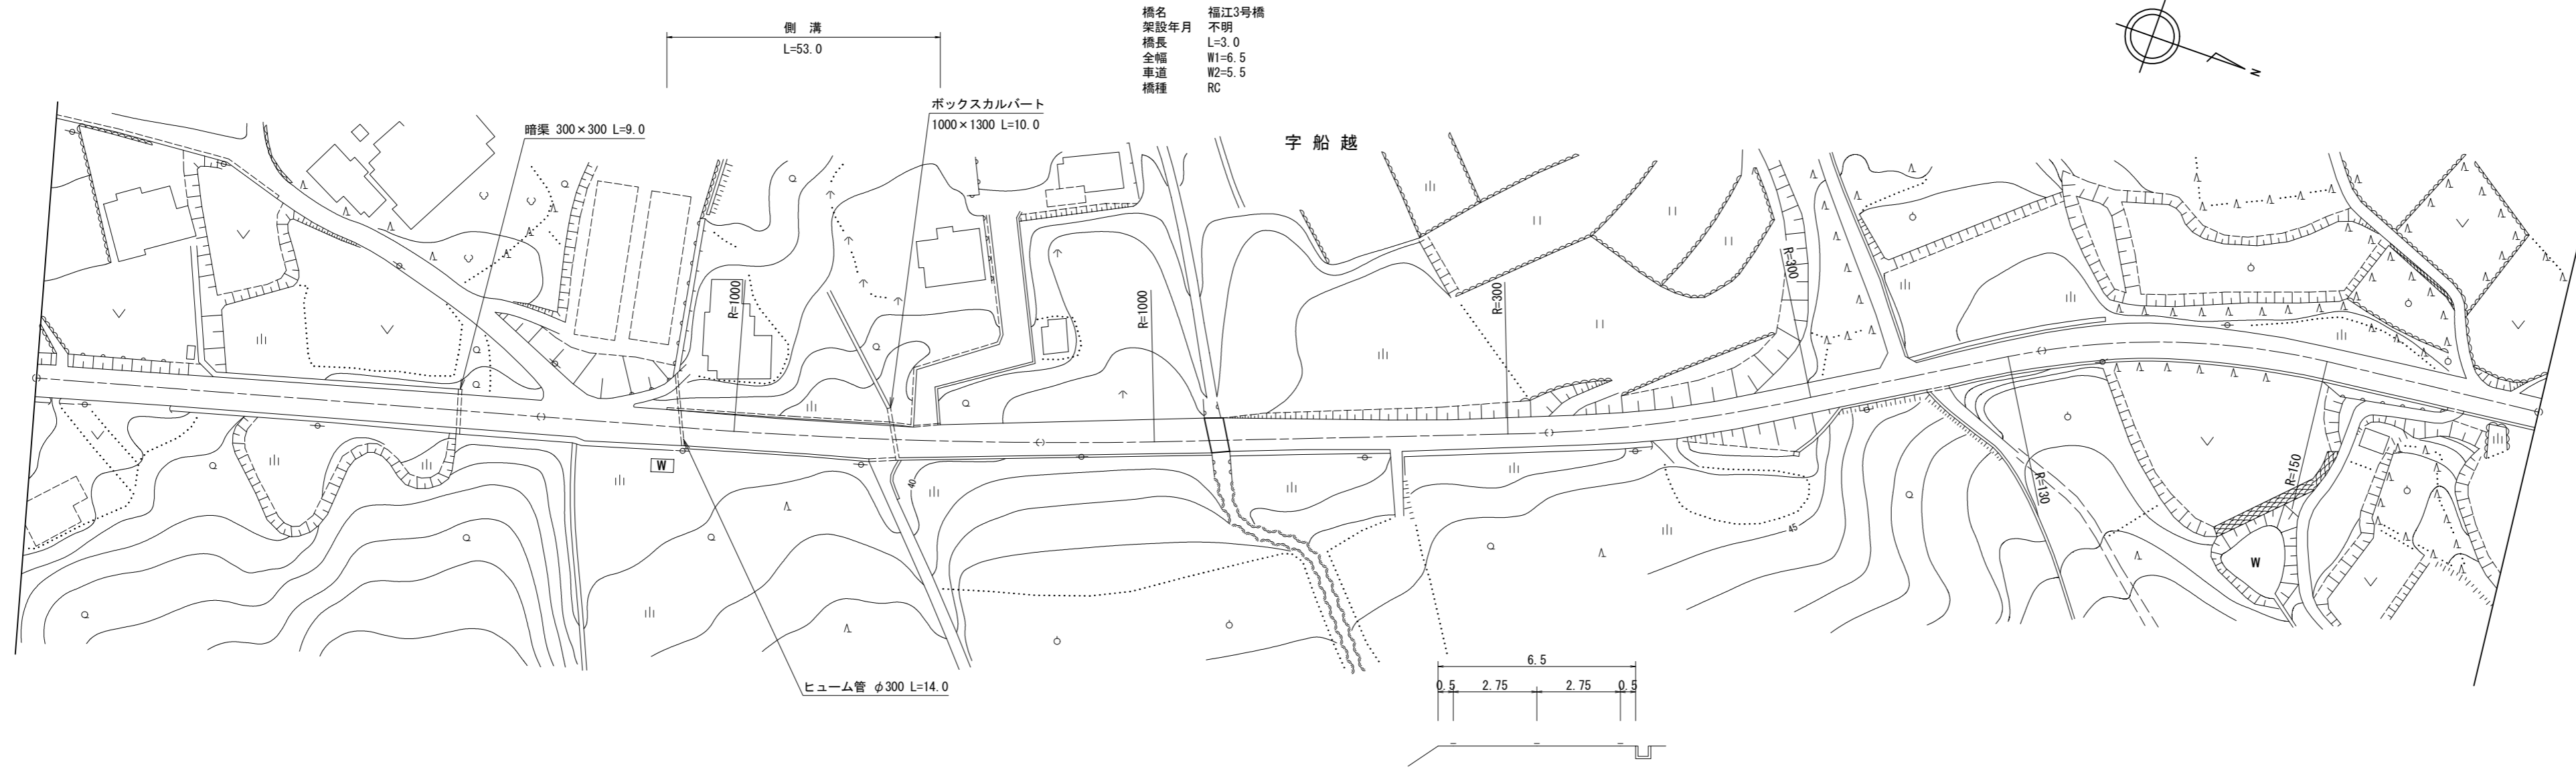 橋名 福江3号橋
架設年月 不明
橋長 L=3.0
全幅 W1=6.5
車道 W2=5.5
橋種 RC
側 溝
L=53.0
N
ボックスカルバート
1000×1300 L=10.0
暗渠 300×300 L=9.0
字 船 越
R=1000
R=1000
R=300
R=300
R=130
R=150
W
40
45
W
ヒューム管 φ300 L=14.0
6.5
0.5 2.75 2.75 0.5